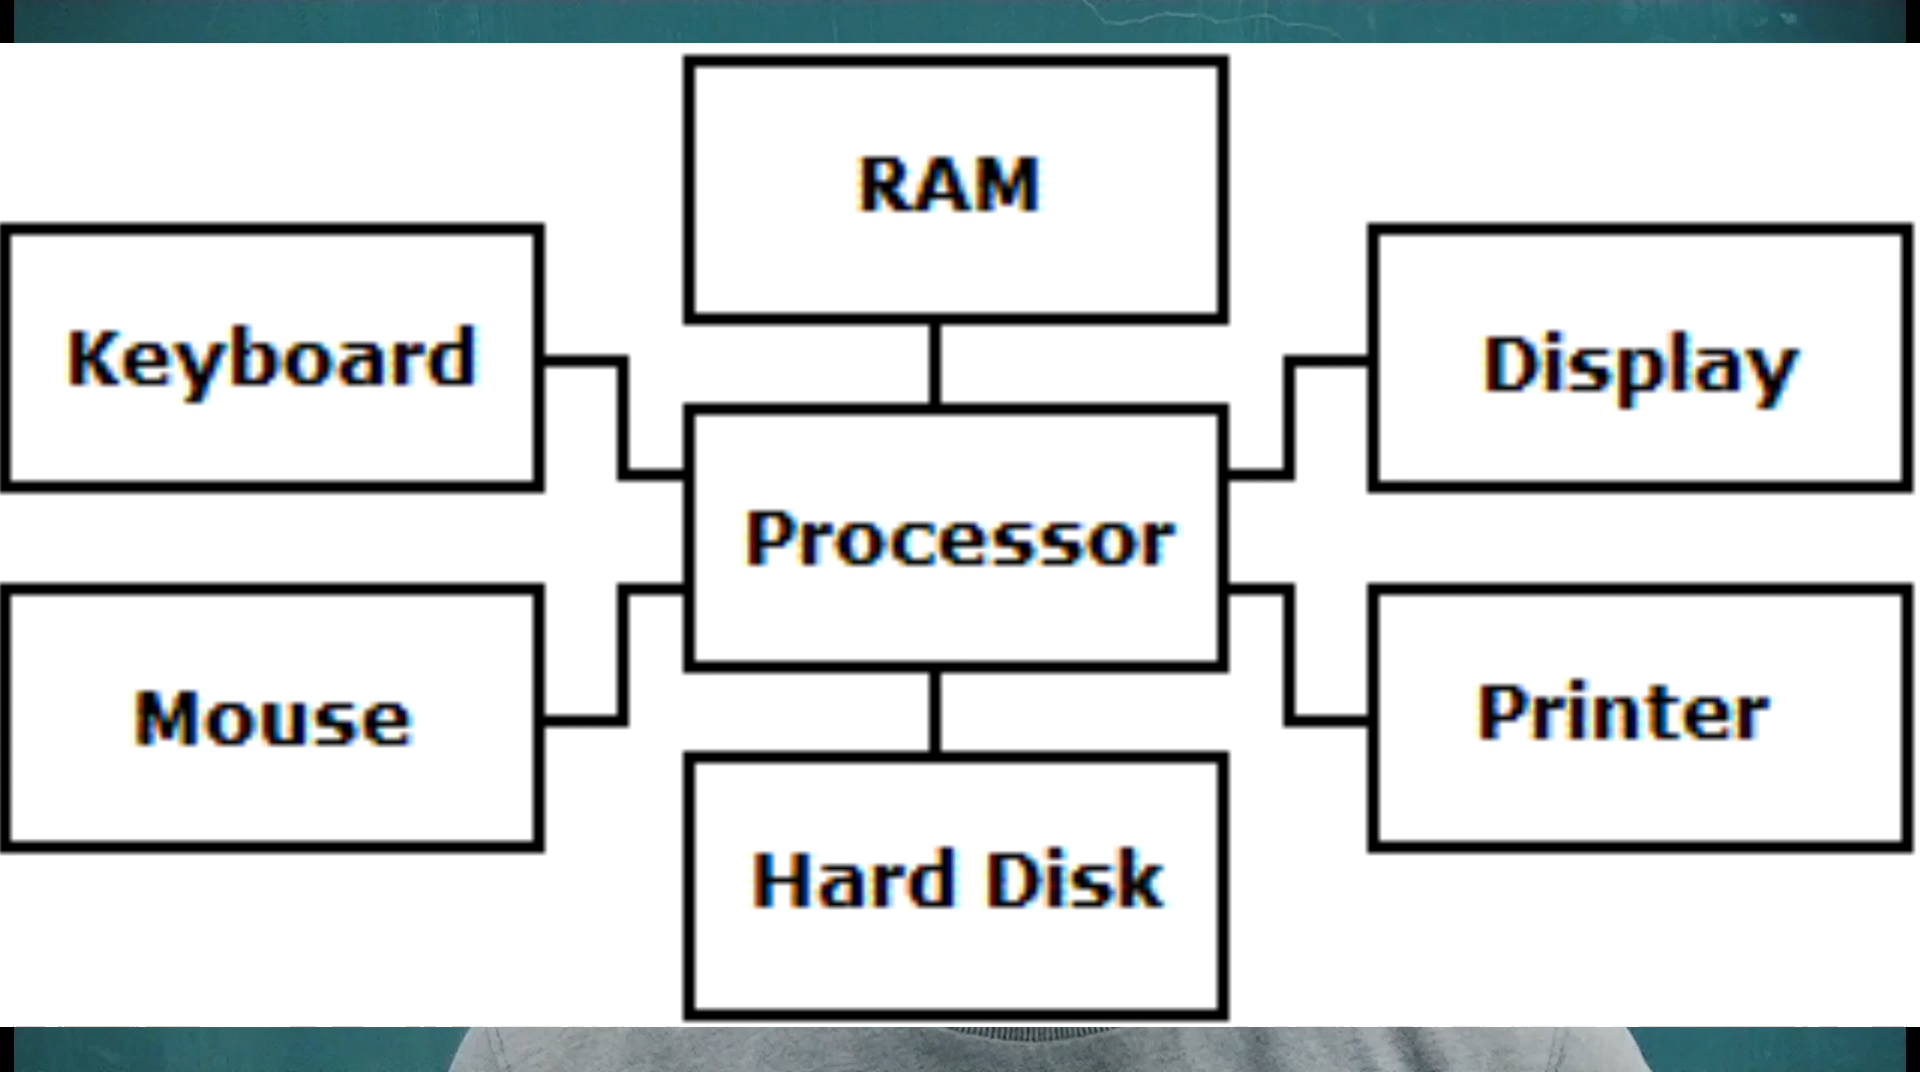 RAM
Keyboard
Display
Processor
Mouse
Printer
Hard Disk